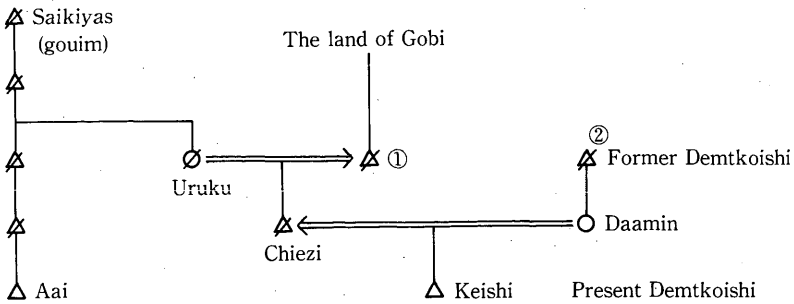 Saikiyas
(gouim)
The land of Gobi
①
②
Former Demtkoishi
Uruku
Chiezi
Daamin
Aai
Keishi
Present Demtkoishi